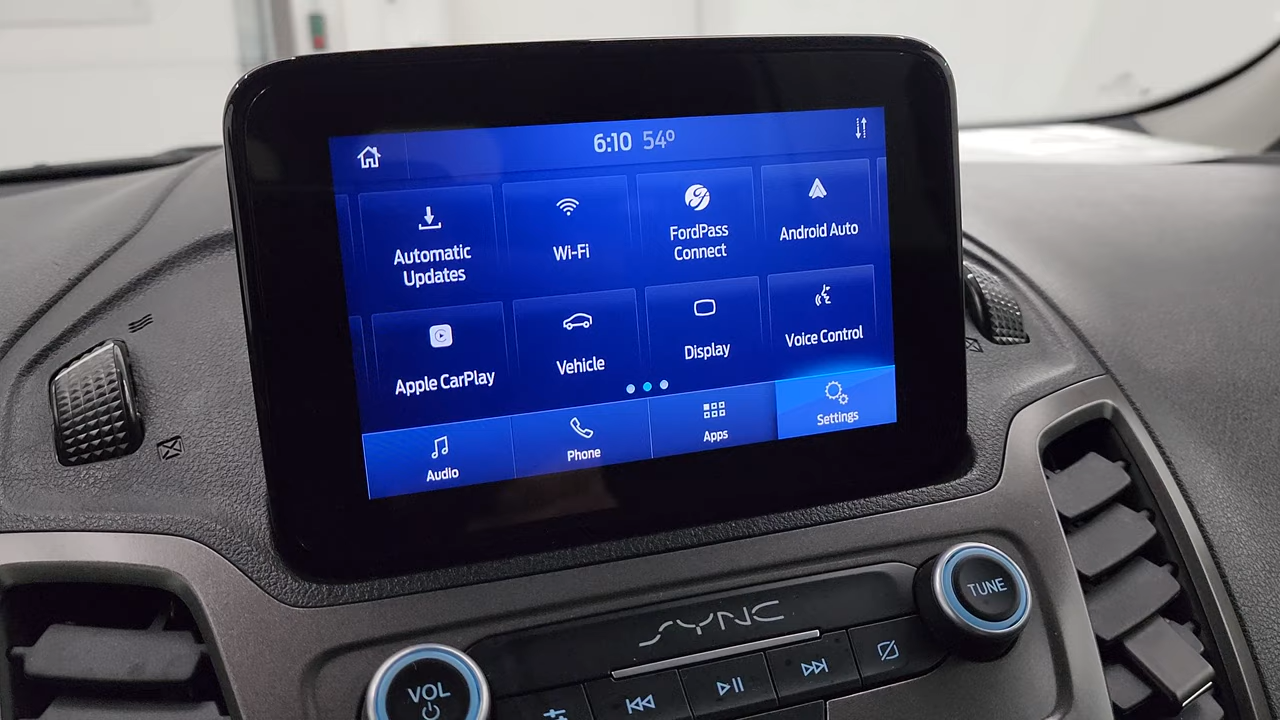 6:10 54°
Automatic
Updates
Wi-Fi
FordPass
Connect
Android Auto
Apple CarPlay
Vehicle
Display
Voice Control
Audio
Phone
Apps
Settings
SYNC
TUNE
VOL